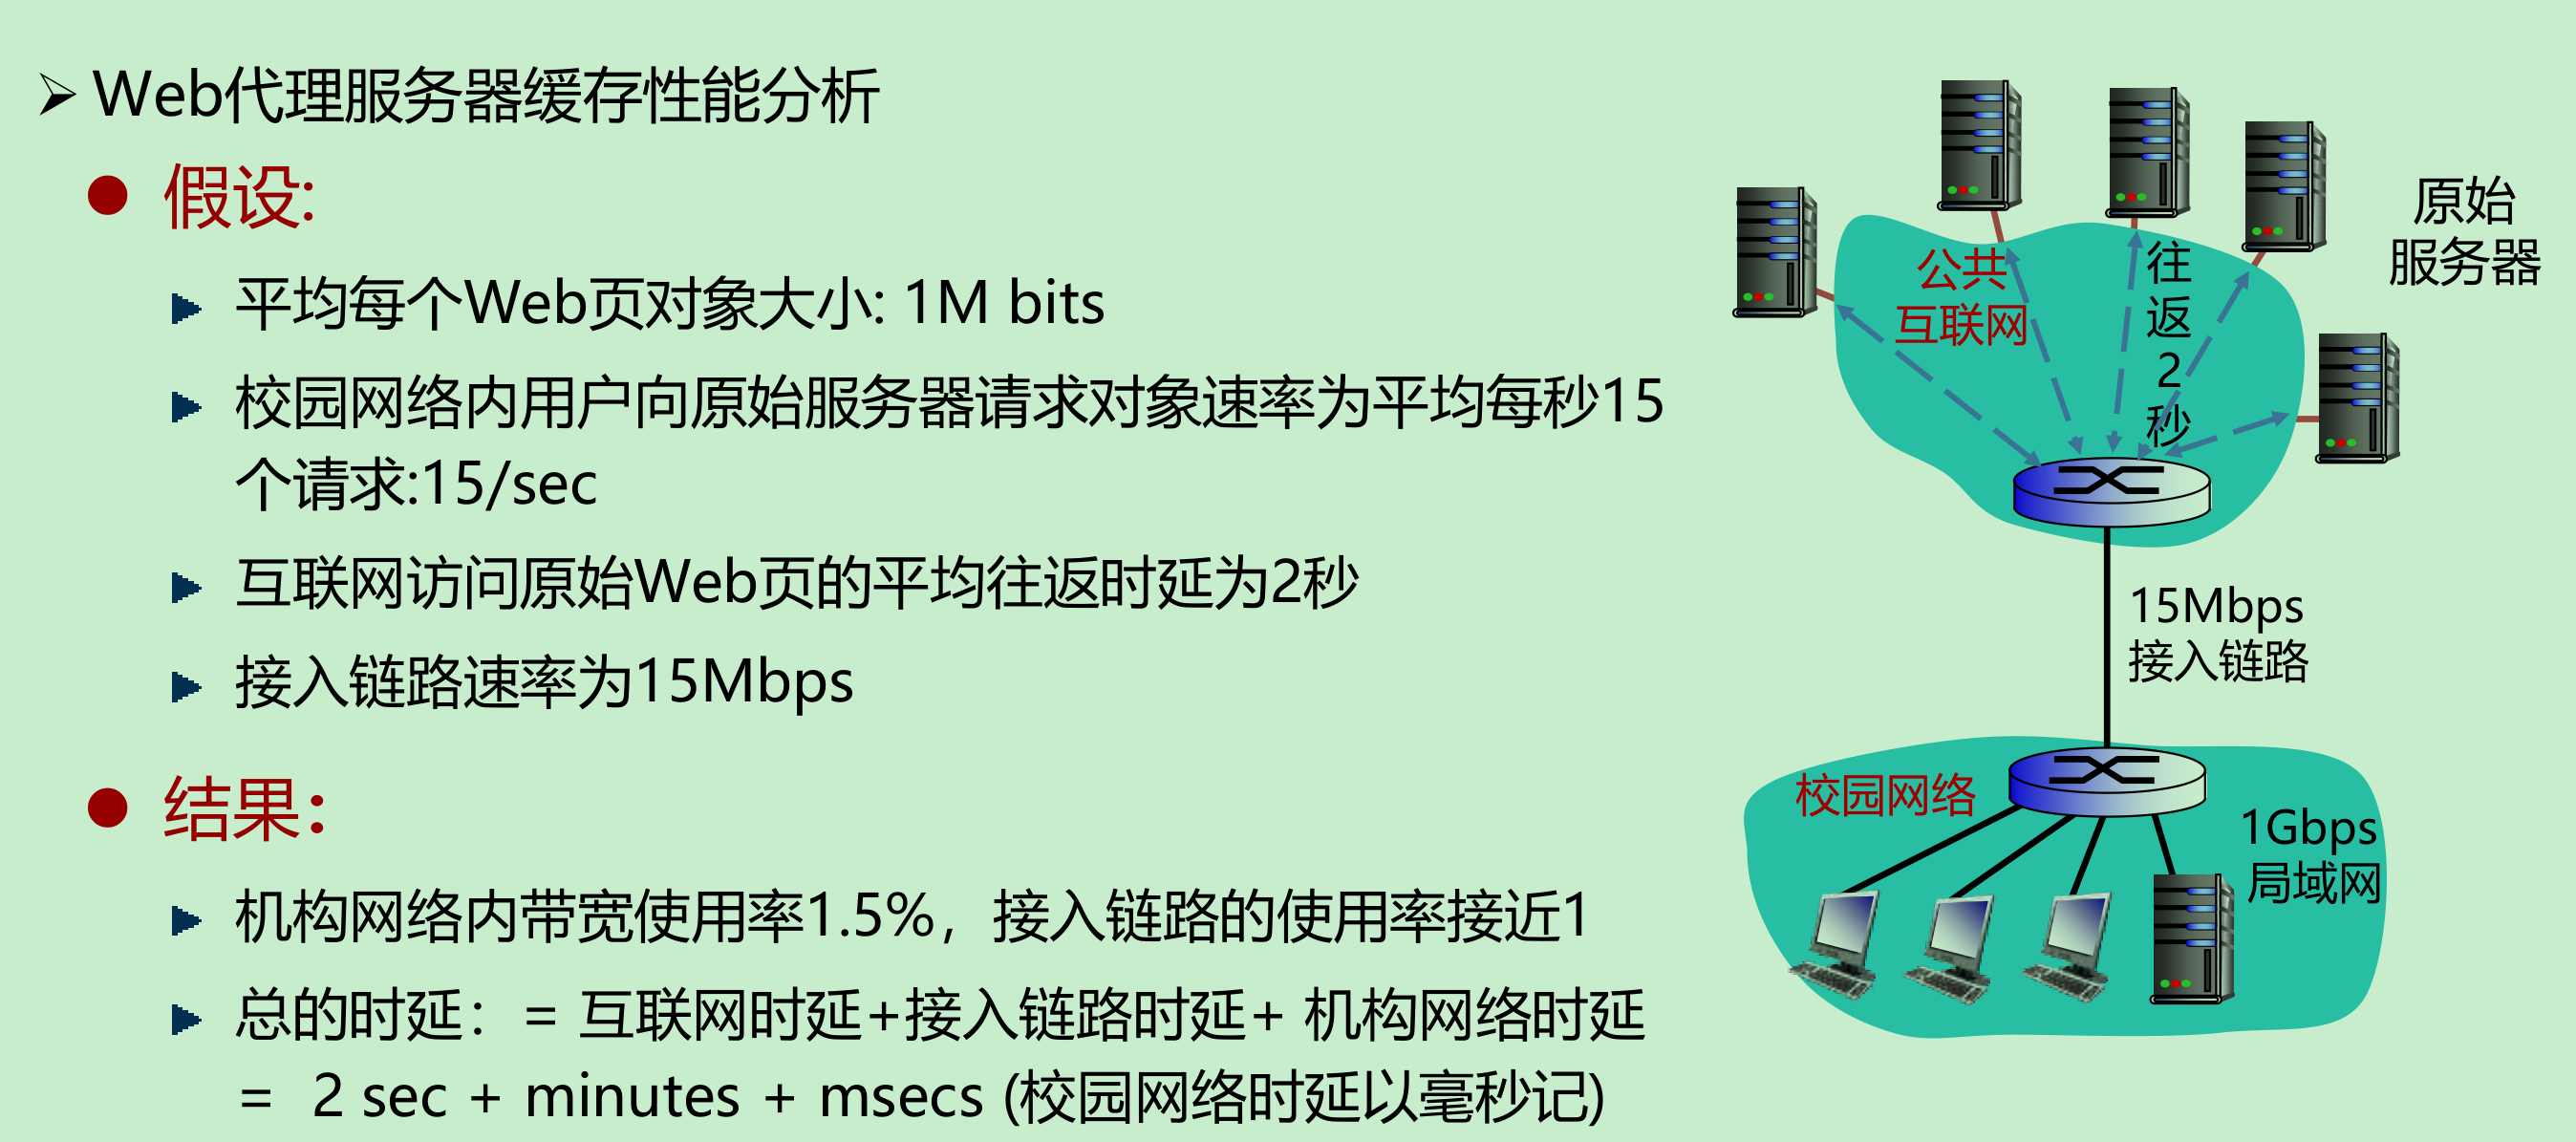 Web代理服务器缓存性能分析
假设:
平均每个Web页对象大小: 1M bits
校园网络内用户向原始服务器请求对象速率为平均每秒15
个请求:15/sec
互联网访问原始Web页的平均往返时延为2秒
接入链路速率为15Mbps
结果：
机构网络内带宽使用率1.5%，接入链路的使用率接近1
总的时延：= 互联网时延+接入链路时延+ 机构网络时延
= 2 sec + minutes + msecs (校园网络时延以毫秒记)
原始
服务器
公共
互联网
往
返
2
秒
15Mbps
接入链路
校园网络
1Gbps
局域网